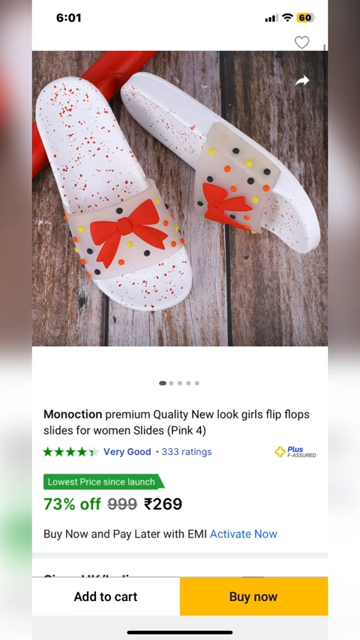 6:01
60
Monoction premium Quality New look girls flip flops
slides for women Slides (Pink 4)
Very Good • 333 ratings
Plus
F-ASSURED
Lowest Price since launch
73% off 999 ₹269
Buy Now and Pay Later with EMI Activate Now
Add to cart
Buy now